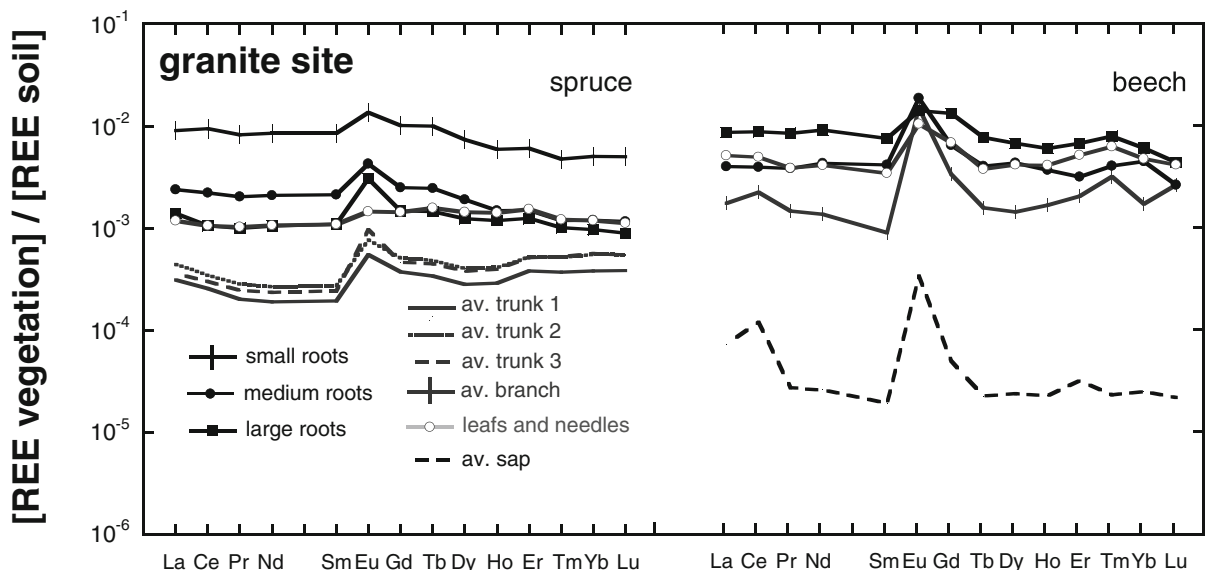 [REE vegetation] / [REE soil]
10-1
10-2
10-3
10-4
10-5
10-6
granite site
spruce
beech
small roots
medium roots
large roots
av. trunk 1
av. trunk 2
av. trunk 3
av. branch
leafs and needles
av. sap
La Ce Pr Nd Sm Eu Gd Tb Dy Ho Er Tm Yb Lu
La Ce Pr Nd Sm Eu Gd Tb Dy Ho Er Tm Yb Lu